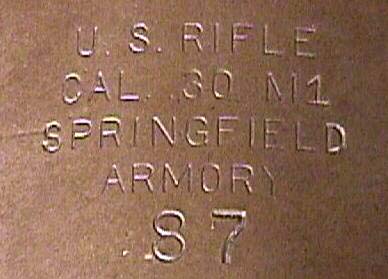 U. S. RIFLE
CAL. .30 M1
SPRINGFIELD
ARMORY
87